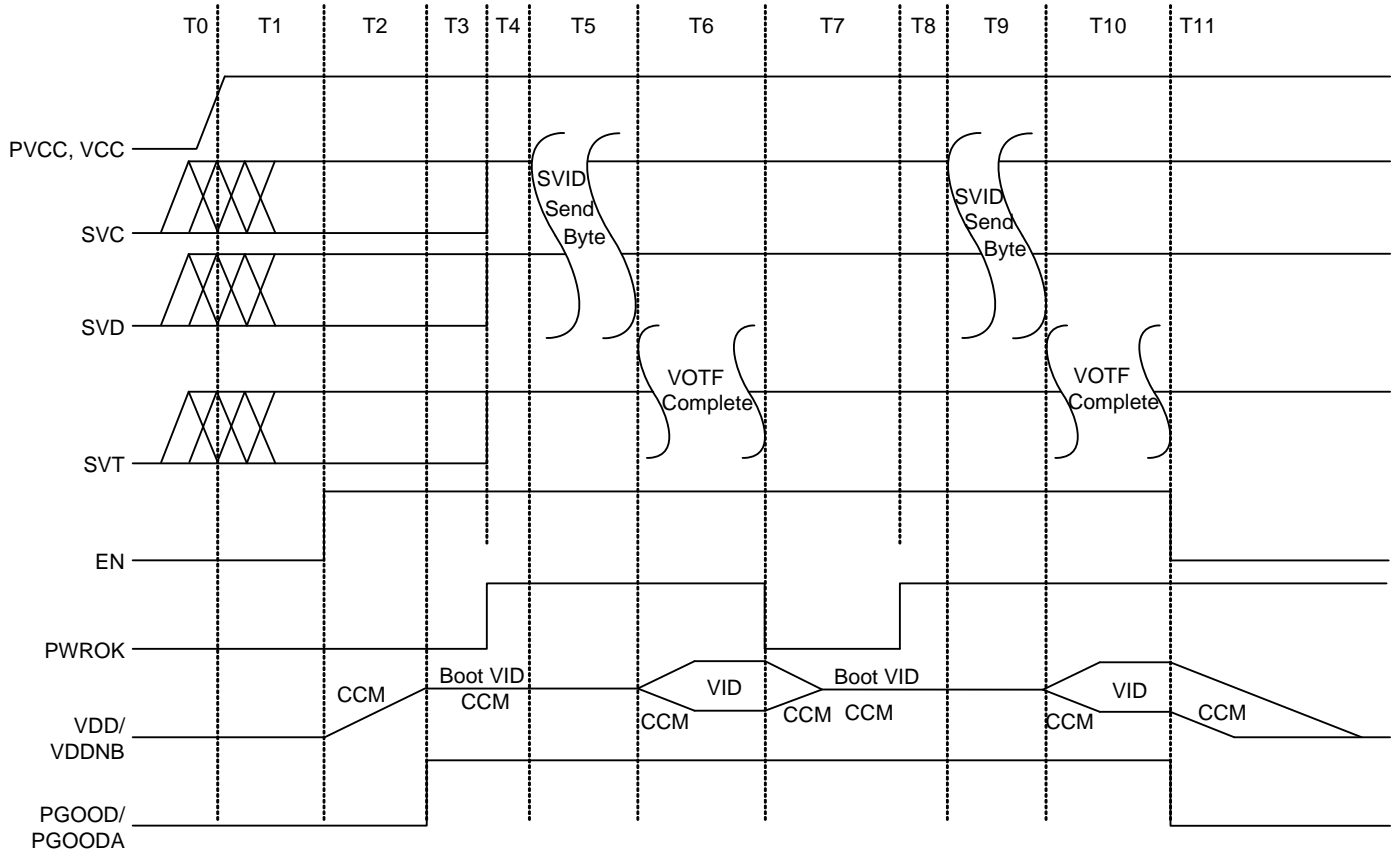 T0 T1 T2 T3 T4 T5 T6 T7 T8 T9 T10 T11
PVCC, VCC
SVID
Send
Byte
SVID
Send
Byte
SVC
SVD
VOTF
Complete
VOTF
Complete
SVT
EN
PWROK
CCM
Boot VID
CCM
CCM
VID
CCM
Boot VID
CCM
CCM
VID
CCM
VDD/
VDDNB
PGOOD/
PGOODA